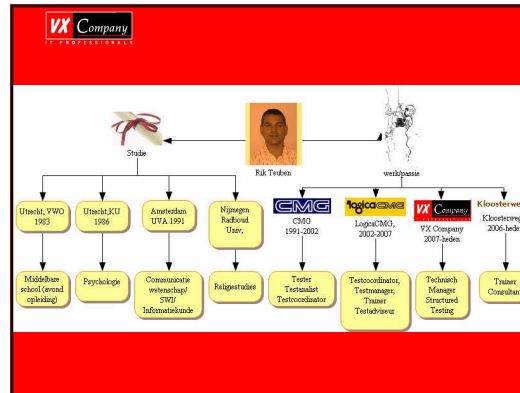 VX Company
IT PROFESSIONALS
Studie
Rik Teuben
werk/passie
Utrecht, VWO
1983
Utrecht,KU
1986
Amsterdam
UVA 1991
Nijmegen
Radboud
Univ,
CMG
CMG
1991-2002
logicaCMG
LogicaCMG,
2002-2007
VX Company
VX Company
2007-heden
Kloosterwe
Kloosterweg
2006-heden
Middelbare
school (avond
opleiding)
Psychologie
Communicatie
wetenschap/
SWI/
Informatiekunde
Religiestudies
Tester
Testanalist
Testcoordinator
Testcoordinator,
Testmanager,
Trainer
Testadviseur
Technisch
Manager
Structured
Testing
Trainer
Consultant